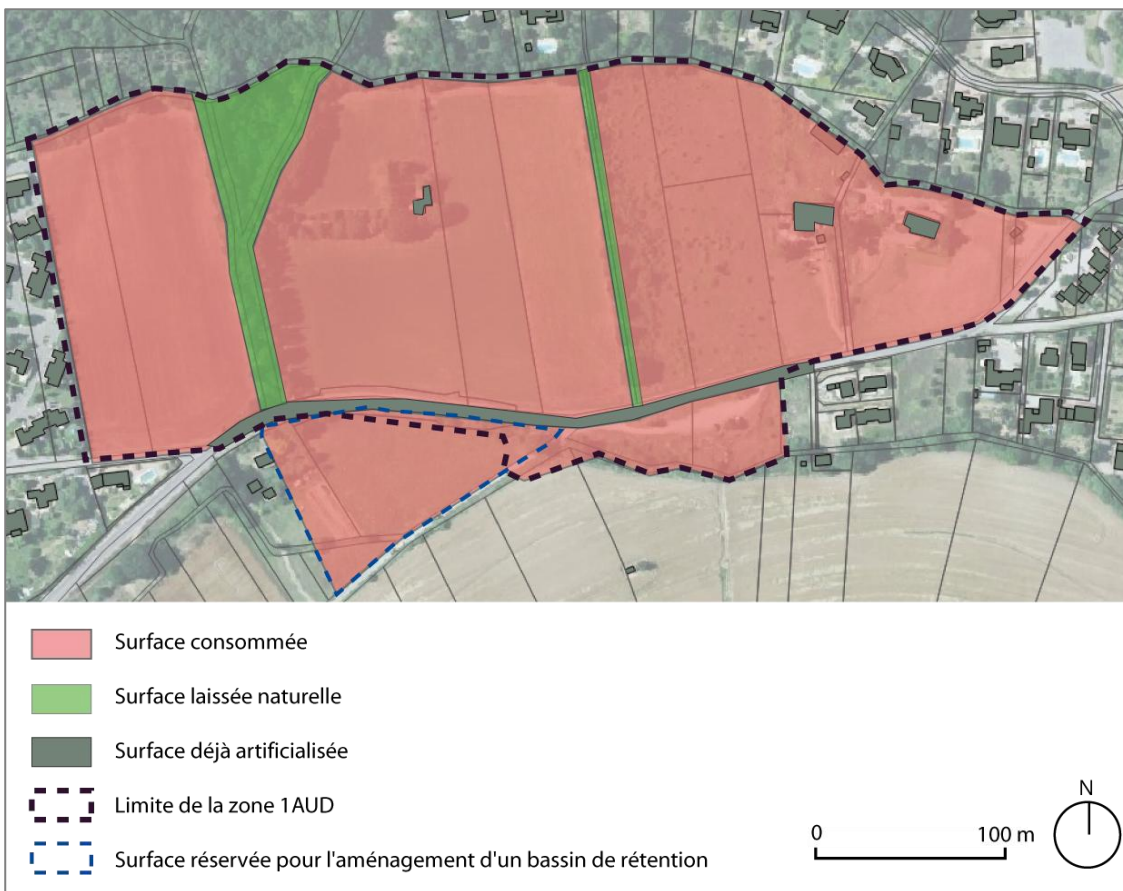 Surface consommée
Surface laissée naturelle
Surface déjà artificialisée
Limite de la zone 1AUD
Surface réservée pour l'aménagement d'un bassin de rétention
N
0 100 m